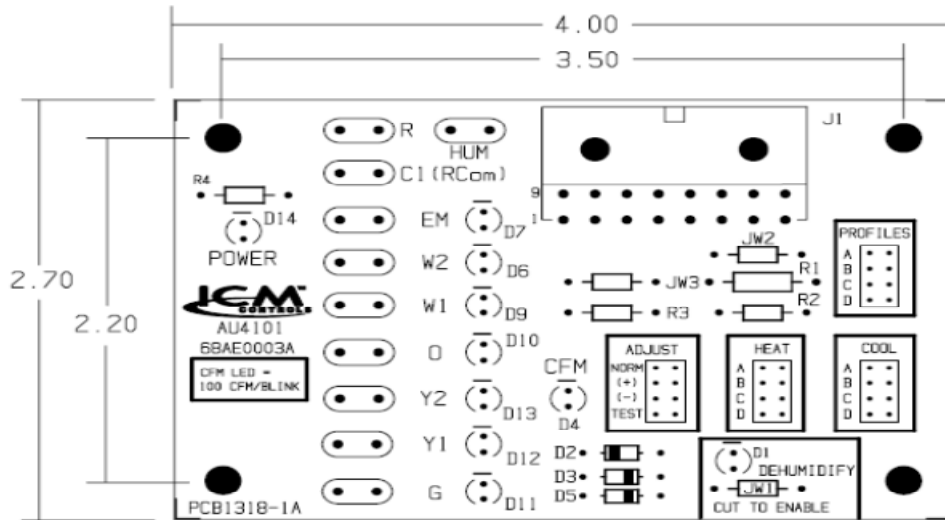 4.00
3.50
J1
R
HUM
C1(RCom)
R4
D14
POWER
9
1
EM
D7
W2
D6
W1
D9
O
D10
Y2
D13
Y1
D12
G
D11
2.70
2.20
ICM
CONTROLS
AU4101
68AE0003A
CFM LED =
100 CFM/BLINK
PCB1318-1A
JW2
JW3
R1
R3
R2
PROFILES
A
B
C
D
CFM
D4
ADJUST
NORM
(+)
(-)
TEST
HEAT
A
B
C
D
COOL
A
B
C
D
D2
D3
D5
D1
DEHUMIDIFY
JW1
CUT TO ENABLE